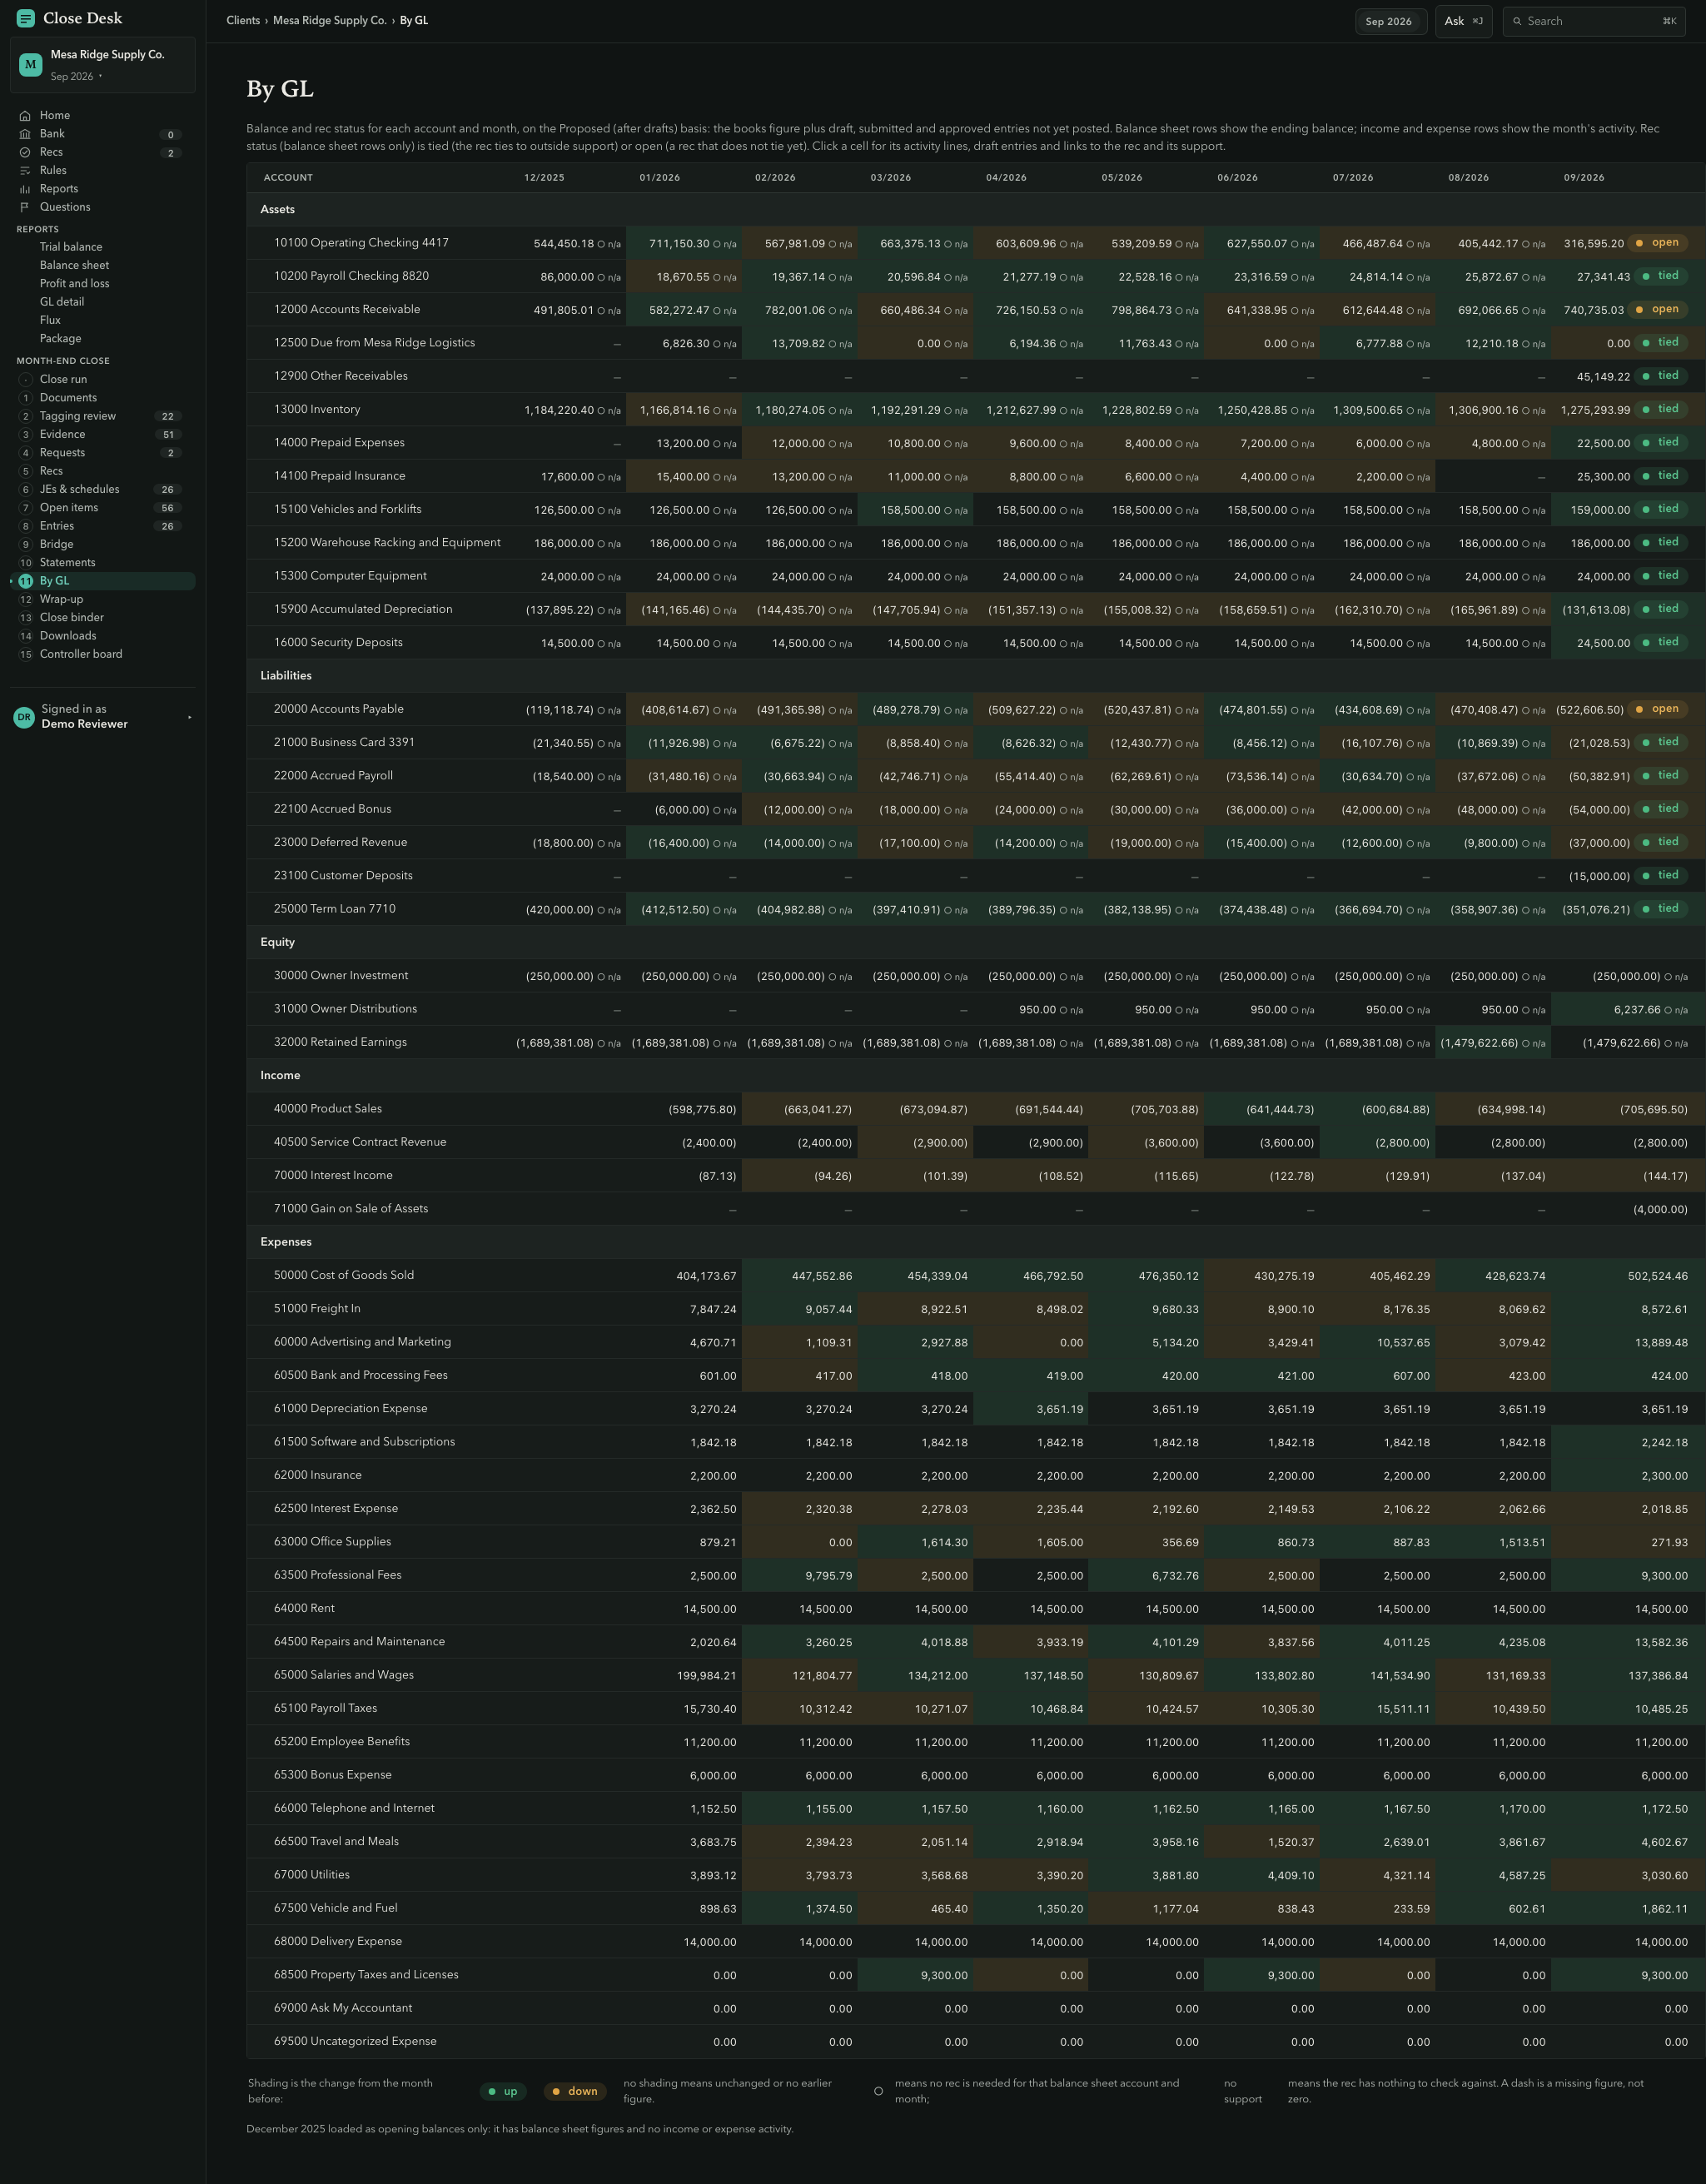 Close Desk
M
Mesa Ridge Supply Co.
Sep 2026
Home
Bank 0
Recs 2
Rules
Reports
Questions
REPORTS
Trial balance
Balance sheet
Profit and loss
GL detail
Flux
Package
MONTH-END CLOSE
Close run
1 Documents
2 Tagging review 22
3 Evidence 51
4 Requests 2
5 Recs
6 JEs & schedules 26
7 Open items 56
8 Entries 26
9 Bridge
10 Statements
11 By GL
12 Wrap-up
13 Close binder
14 Downloads
15 Controller board
DR
Signed in as
Demo Reviewer
Clients › Mesa Ridge Supply Co. › By GL
Sep 2026
Ask ⌘J
Search ⌘K
By GL
Balance and rec status for each account and month, on the Proposed (after drafts) basis: the books figure plus draft, submitted and approved entries not yet posted. Balance sheet rows show the ending balance; income and expense rows show the month's activity. Rec
status (balance sheet rows only) is tied (the rec ties to outside support) or open (a rec that does not tie yet). Click a cell for its activity lines, draft entries and links to the rec and its support.
ACCOUNT 12/2025 01/2026 02/2026 03/2026 04/2026 05/2026 06/2026 07/2026 08/2026 09/2026
Assets
10100 Operating Checking 4417 544,450.18 n/a 711,150.30 n/a 567,981.09 n/a 663,375.13 n/a 603,609.96 n/a 539,209.59 n/a 627,550.07 n/a 466,487.64 n/a 405,442.17 n/a 316,595.20 open
10200 Payroll Checking 8820 86,000.00 n/a 18,670.55 n/a 19,367.14 n/a 20,596.84 n/a 21,277.19 n/a 22,528.16 n/a 23,316.59 n/a 24,814.14 n/a 25,872.67 n/a 27,341.43 tied
12000 Accounts Receivable 491,805.01 n/a 582,272.47 n/a 782,001.06 n/a 660,486.34 n/a 726,150.53 n/a 798,864.73 n/a 641,338.95 n/a 612,644.48 n/a 692,066.65 n/a 740,735.03 open
12500 Due from Mesa Ridge Logistics — 6,826.30 n/a 13,709.82 n/a 0.00 n/a 6,194.36 n/a 11,763.43 n/a 0.00 n/a 6,777.88 n/a 12,210.18 n/a 0.00 tied
12900 Other Receivables — — — — — — — — — 45,149.22 tied
13000 Inventory 1,184,220.40 n/a 1,166,814.16 n/a 1,180,274.05 n/a 1,192,291.29 n/a 1,212,627.99 n/a 1,228,802.59 n/a 1,250,428.85 n/a 1,309,500.65 n/a 1,306,900.16 n/a 1,275,293.99 tied
14000 Prepaid Expenses — 13,200.00 n/a 12,000.00 n/a 10,800.00 n/a 9,600.00 n/a 8,400.00 n/a 7,200.00 n/a 6,000.00 n/a 4,800.00 n/a 22,500.00 tied
14100 Prepaid Insurance 17,600.00 n/a 15,400.00 n/a 13,200.00 n/a 11,000.00 n/a 8,800.00 n/a 6,600.00 n/a 4,400.00 n/a 2,200.00 n/a — 25,300.00 tied
15100 Vehicles and Forklifts 126,500.00 n/a 126,500.00 n/a 126,500.00 n/a 158,500.00 n/a 158,500.00 n/a 158,500.00 n/a 158,500.00 n/a 158,500.00 n/a 158,500.00 n/a 159,000.00 tied
15200 Warehouse Racking and Equipment 186,000.00 n/a 186,000.00 n/a 186,000.00 n/a 186,000.00 n/a 186,000.00 n/a 186,000.00 n/a 186,000.00 n/a 186,000.00 n/a 186,000.00 n/a 186,000.00 tied
15300 Computer Equipment 24,000.00 n/a 24,000.00 n/a 24,000.00 n/a 24,000.00 n/a 24,000.00 n/a 24,000.00 n/a 24,000.00 n/a 24,000.00 n/a 24,000.00 n/a 24,000.00 tied
15900 Accumulated Depreciation (137,895.22) n/a (141,165.46) n/a (144,435.70) n/a (147,705.94) n/a (151,357.13) n/a (155,008.32) n/a (158,659.51) n/a (162,310.70) n/a (165,961.89) n/a (131,613.08) tied
16000 Security Deposits 14,500.00 n/a 14,500.00 n/a 14,500.00 n/a 14,500.00 n/a 14,500.00 n/a 14,500.00 n/a 14,500.00 n/a 14,500.00 n/a 14,500.00 n/a 24,500.00 tied
Liabilities
20000 Accounts Payable (119,118.74) n/a (408,614.67) n/a (491,365.98) n/a (489,278.79) n/a (509,627.22) n/a (520,437.81) n/a (474,801.55) n/a (434,608.69) n/a (470,408.47) n/a (522,606.50) open
21000 Business Card 3391 (21,340.55) n/a (11,926.98) n/a (6,675.22) n/a (8,858.40) n/a (8,626.32) n/a (12,430.77) n/a (8,456.12) n/a (16,107.76) n/a (10,869.39) n/a (21,028.53) tied
22000 Accrued Payroll (18,540.00) n/a (31,480.16) n/a (30,663.94) n/a (42,746.71) n/a (55,414.40) n/a (62,269.61) n/a (73,536.14) n/a (30,634.70) n/a (37,672.06) n/a (50,382.91) tied
22100 Accrued Bonus — (6,000.00) n/a (12,000.00) n/a (18,000.00) n/a (24,000.00) n/a (30,000.00) n/a (36,000.00) n/a (42,000.00) n/a (48,000.00) n/a (54,000.00) tied
23000 Deferred Revenue (18,800.00) n/a (16,400.00) n/a (14,000.00) n/a (17,100.00) n/a (14,200.00) n/a (19,000.00) n/a (15,400.00) n/a (12,600.00) n/a (9,800.00) n/a (37,000.00) tied
23100 Customer Deposits — — — — — — — — — (15,000.00) tied
25000 Term Loan 7710 (420,000.00) n/a (412,512.50) n/a (404,982.88) n/a (397,410.91) n/a (389,796.35) n/a (382,138.95) n/a (374,438.48) n/a (366,694.70) n/a (358,907.36) n/a (351,076.21) tied
Equity
30000 Owner Investment (250,000.00) n/a (250,000.00) n/a (250,000.00) n/a (250,000.00) n/a (250,000.00) n/a (250,000.00) n/a (250,000.00) n/a (250,000.00) n/a (250,000.00) n/a (250,000.00) n/a
31000 Owner Distributions — — — — 950.00 n/a 950.00 n/a 950.00 n/a 950.00 n/a 950.00 n/a 6,237.66 n/a
32000 Retained Earnings (1,689,381.08) n/a (1,689,381.08) n/a (1,689,381.08) n/a (1,689,381.08) n/a (1,689,381.08) n/a (1,689,381.08) n/a (1,689,381.08) n/a (1,689,381.08) n/a (1,479,622.66) n/a (1,479,622.66) n/a
Income
40000 Product Sales (598,775.80) (663,041.27) (673,094.87) (691,544.44) (705,703.88) (641,444.73) (600,684.88) (634,998.14) (705,695.50)
40500 Service Contract Revenue (2,400.00) (2,400.00) (2,900.00) (2,900.00) (3,600.00) (3,600.00) (2,800.00) (2,800.00) (2,800.00)
70000 Interest Income (87.13) (94.26) (101.39) (108.52) (115.65) (122.78) (129.91) (137.04) (144.17)
71000 Gain on Sale of Assets — — — — — — — — (4,000.00)
Expenses
50000 Cost of Goods Sold 404,173.67 447,552.86 454,339.04 466,792.50 476,350.12 430,275.19 405,462.29 428,623.74 502,524.46
51000 Freight In 7,847.24 9,057.44 8,922.51 8,498.02 9,680.33 8,900.10 8,176.35 8,069.62 8,572.61
60000 Advertising and Marketing 4,670.71 1,109.31 2,927.88 0.00 5,134.20 3,429.41 10,537.65 3,079.42 13,889.48
60500 Bank and Processing Fees 601.00 417.00 418.00 419.00 420.00 421.00 607.00 423.00 424.00
61000 Depreciation Expense 3,270.24 3,270.24 3,270.24 3,651.19 3,651.19 3,651.19 3,651.19 3,651.19 3,651.19
61500 Software and Subscriptions 1,842.18 1,842.18 1,842.18 1,842.18 1,842.18 1,842.18 1,842.18 1,842.18 2,242.18
62000 Insurance 2,200.00 2,200.00 2,200.00 2,200.00 2,200.00 2,200.00 2,200.00 2,200.00 2,300.00
62500 Interest Expense 2,362.50 2,320.38 2,278.03 2,235.44 2,192.60 2,149.53 2,106.22 2,062.66 2,018.85
63000 Office Supplies 879.21 0.00 1,614.30 1,605.00 356.69 860.73 887.83 1,513.51 271.93
63500 Professional Fees 2,500.00 9,795.79 2,500.00 2,500.00 6,732.76 2,500.00 2,500.00 2,500.00 9,300.00
64000 Rent 14,500.00 14,500.00 14,500.00 14,500.00 14,500.00 14,500.00 14,500.00 14,500.00 14,500.00
64500 Repairs and Maintenance 2,020.64 3,260.25 4,018.88 3,933.19 4,101.29 3,837.56 4,011.25 4,235.08 13,582.36
65000 Salaries and Wages 199,984.21 121,804.77 134,212.00 137,148.50 130,809.67 133,802.80 141,534.90 131,169.33 137,386.84
65100 Payroll Taxes 15,730.40 10,312.42 10,271.07 10,468.84 10,424.57 10,305.30 15,511.11 10,439.50 10,485.25
65200 Employee Benefits 11,200.00 11,200.00 11,200.00 11,200.00 11,200.00 11,200.00 11,200.00 11,200.00 11,200.00
65300 Bonus Expense 6,000.00 6,000.00 6,000.00 6,000.00 6,000.00 6,000.00 6,000.00 6,000.00 6,000.00
66000 Telephone and Internet 1,152.50 1,155.00 1,157.50 1,160.00 1,162.50 1,165.00 1,167.50 1,170.00 1,172.50
66500 Travel and Meals 3,683.75 2,394.23 2,051.14 2,918.94 3,958.16 1,520.37 2,639.01 3,861.67 4,602.67
67000 Utilities 3,893.12 3,793.73 3,568.68 3,390.20 3,881.80 4,409.10 4,321.14 4,587.25 3,030.60
67500 Vehicle and Fuel 898.63 1,374.50 465.40 1,350.20 1,177.04 838.43 233.59 602.61 1,862.11
68000 Delivery Expense 14,000.00 14,000.00 14,000.00 14,000.00 14,000.00 14,000.00 14,000.00 14,000.00 14,000.00
68500 Property Taxes and Licenses 0.00 0.00 9,300.00 0.00 0.00 9,300.00 0.00 0.00 9,300.00
69000 Ask My Accountant 0.00 0.00 0.00 0.00 0.00 0.00 0.00 0.00 0.00
69500 Uncategorized Expense 0.00 0.00 0.00 0.00 0.00 0.00 0.00 0.00 0.00
Shading is the change from the month
before:
up
down
no shading means unchanged or no earlier
figure.
means no rec is needed for that balance sheet account and
month;
no
support
means the rec has nothing to check against. A dash is a missing figure, not
zero.
December 2025 loaded as opening balances only: it has balance sheet figures and no income or expense activity.